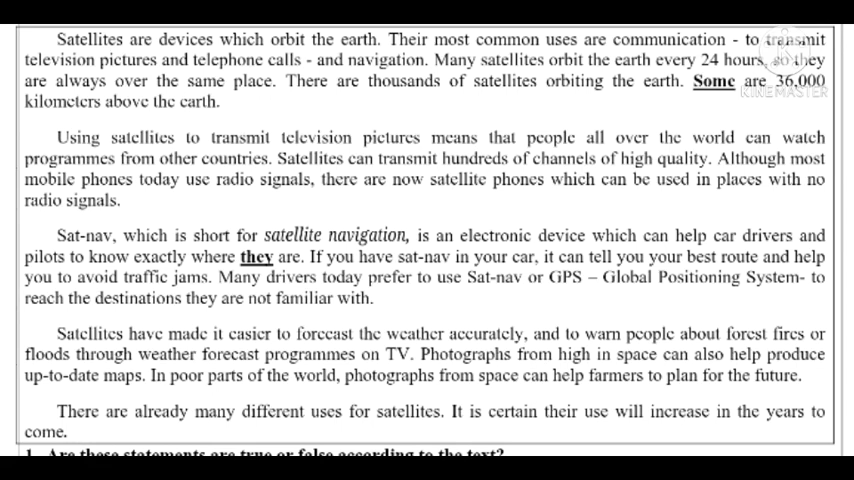 Satellites are devices which orbit the earth. Their most common uses are communication - to transmit
television pictures and telephone calls - and navigation. Many satellites orbit the earth every 24 hours, so they
are always over the same place. There are thousands of satellites orbiting the earth. Some are 36,000
kilometers above the earth.
Using satellites to transmit television pictures means that people all over the world can watch
programmes from other countries. Satellites can transmit hundreds of channels of high quality. Although most
mobile phones today use radio signals, there are now satellite phones which can be used in places with no
radio signals.
Sat-nav, which is short for satellite navigation, is an electronic device which can help car drivers and
pilots to know exactly where they are. If you have sat-nav in your car, it can tell you your best route and help
you to avoid traffic jams. Many drivers today prefer to use Sat-nav or GPS – Global Positioning System- to
reach the destinations they are not familiar with.
Satellites have made it easier to forecast the weather accurately, and to warn people about forest fires or
floods through weather forecast programmes on TV. Photographs from high in space can also help produce
up-to-date maps. In poor parts of the world, photographs from space can help farmers to plan for the future.
There are already many different uses for satellites. It is certain their use will increase in the years to
come.
1. Are these statements are true or false according to the text?
KINEMASTER